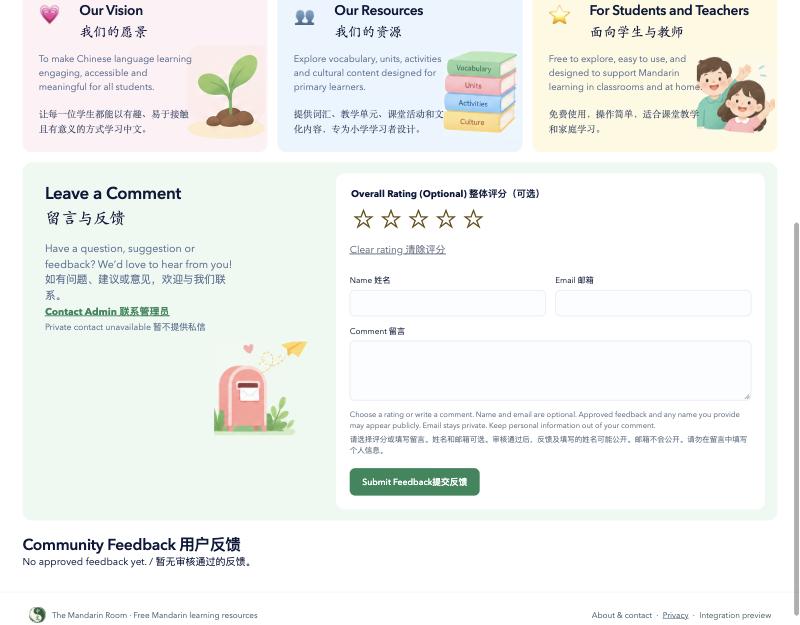 Our Vision
我们的愿景
To make Chinese language learning
engaging, accessible and
meaningful for all students.
让每一位学生都能以有趣、易于接触
且有意义的方式学习中文。
Our Resources
我们的资源
Explore vocabulary, units, activities
and cultural content designed for
primary learners.
提供词汇、教学单元、课堂活动和文
化内容，专为小学学习者设计。
Vocabulary
Units
Activities
Culture
For Students and Teachers
面向学生与教师
Free to explore, easy to use, and
designed to support Mandarin
learning in classrooms and at home.
免费使用，操作简单，适合课堂教学
和家庭学习。
Leave a Comment
留言与反馈
Have a question, suggestion or
feedback? We’d love to hear from you!
如有问题、建议或意见，欢迎与我们联
系。
Contact Admin 联系管理员
Private contact unavailable 暂不提供私信
Overall Rating (Optional) 整体评分（可选）
Clear rating 清除评分
Name 姓名
Email 邮箱
Comment 留言
Choose a rating or write a comment. Name and email are optional. Approved feedback and any name you provide
may appear publicly. Email stays private. Keep personal information out of your comment.
请选择评分或填写留言。姓名和邮箱可选。审核通过后，反馈及填写的姓名可能公开。邮箱不会公开。请勿在留言中填写
个人信息。
Submit Feedback提交反馈
Community Feedback 用户反馈
No approved feedback yet. / 暂无审核通过的反馈。
The Mandarin Room · Free Mandarin learning resources
About & contact · Privacy · Integration preview